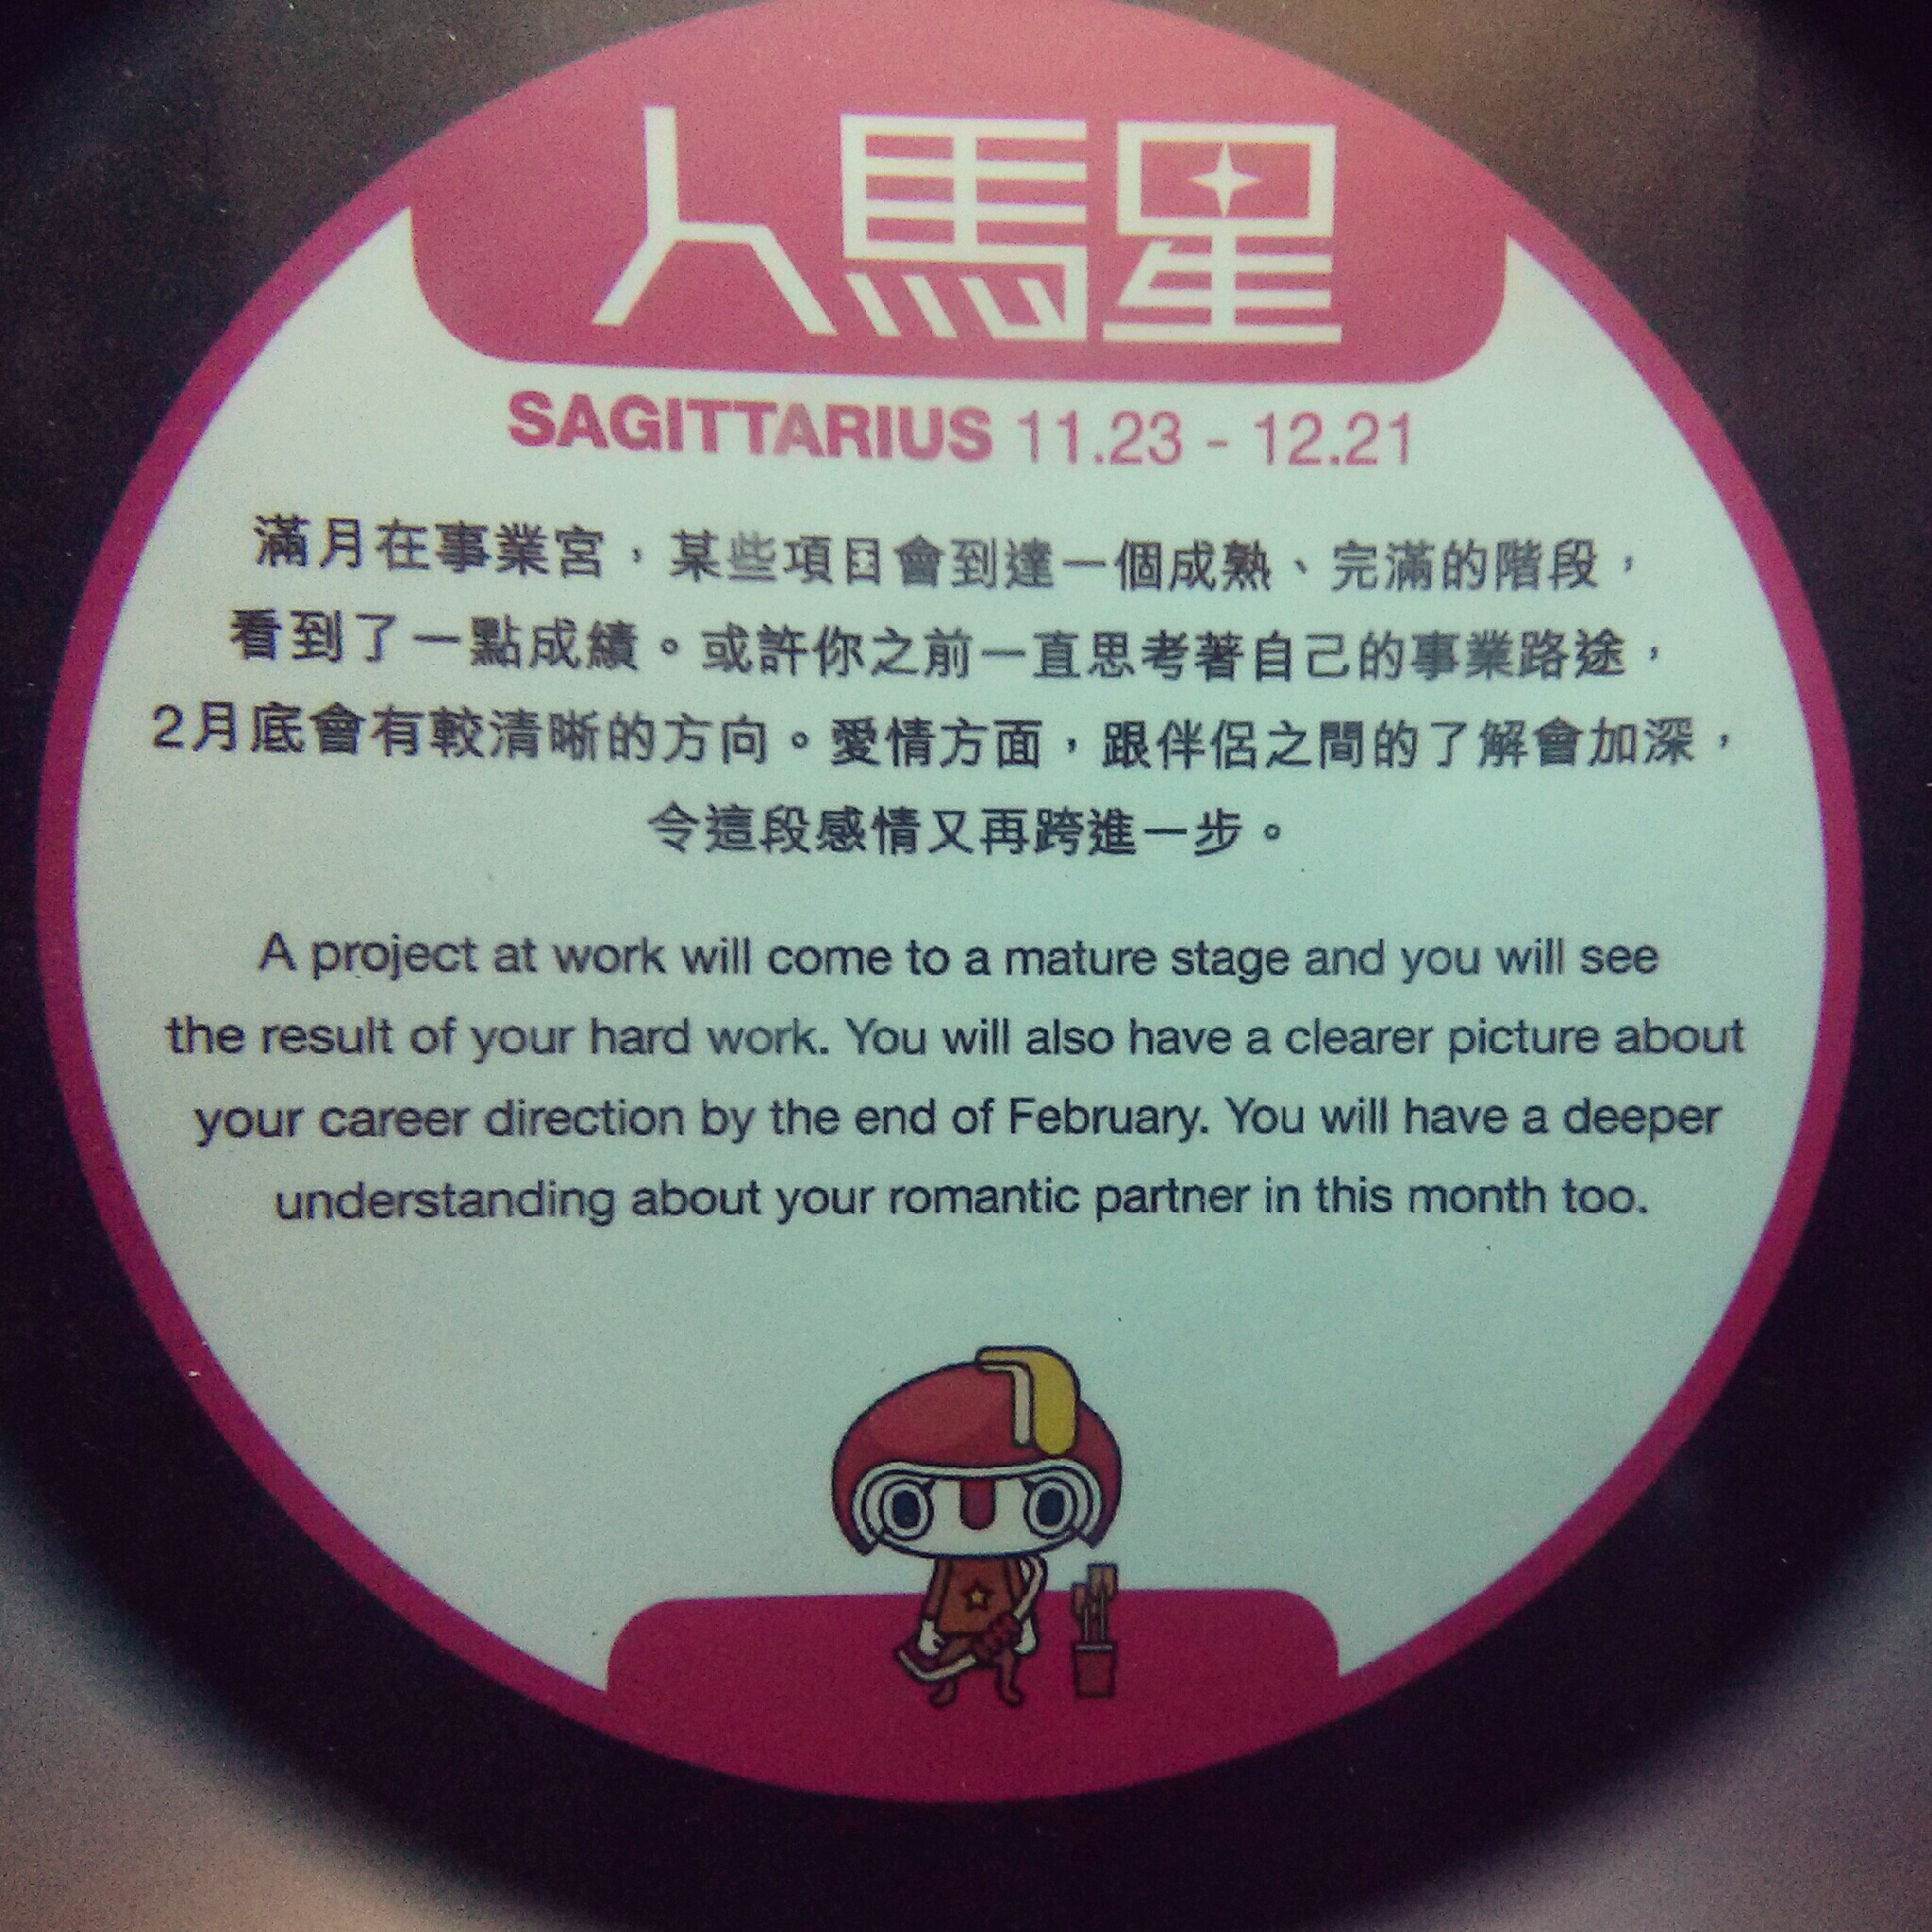 人馬星
SAGITTARIUS 11.23 - 12.21
滿月在事業宮，某些項目會到達一個成熟、完滿的階段，
看到了一點成績。或許你之前一直思考著自己的事業路途，
2月底會有較清晰的方向。愛情方面，跟伴侶之間的了解會加深，
令這段感情又再跨進一步。
A project at work will come to a mature stage and you will see
the result of your hard work. You will also have a clearer picture about
your career direction by the end of February. You will have a deeper
understanding about your romantic partner in this month too.